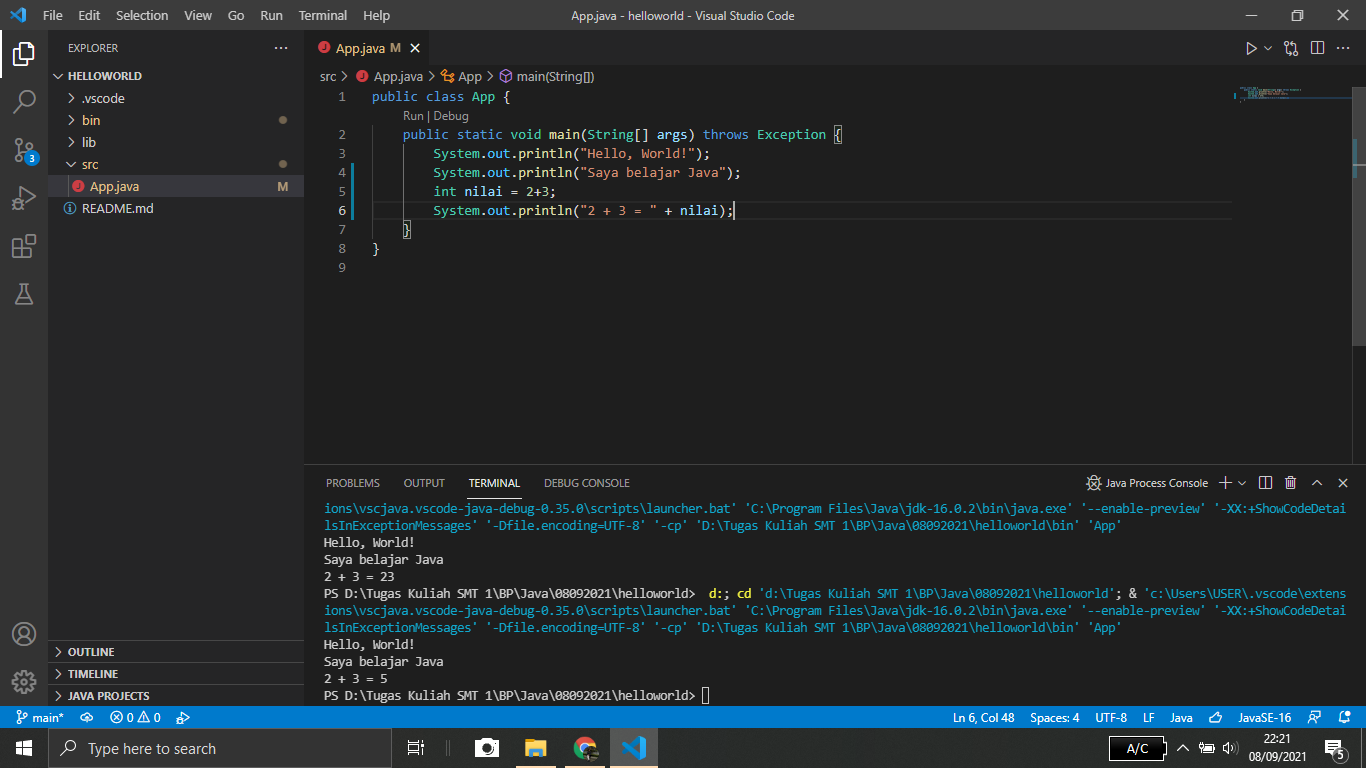 File Edit Selection View Go Run Terminal Help App.java - helloworld - Visual Studio Code
EXPLORER
HELLOWORLD
.vscode
bin
lib
src
App.java M
README.md
OUTLINE
TIMELINE
JAVA PROJECTS
3
App.java M
src > App.java > App > main(String[])
1 public class App {
Run | Debug
2 public static void main(String[] args) throws Exception {
3 System.out.println("Hello, World!");
4 System.out.println("Saya belajar Java");
5 int nilai = 2+3;
6 System.out.println("2 + 3 = " + nilai);
7 }
8 }
9
PROBLEMS OUTPUT TERMINAL DEBUG CONSOLE Java Process Console
ions\vscjava.vscode-java-debug-0.35.0\scripts\launcher.bat' 'C:\Program Files\Java\jdk-16.0.2\bin\java.exe' '--enable-preview' '-XX:+ShowCodeDetai
lsInExceptionMessages' '-Dfile.encoding=UTF-8' '-cp' 'D:\Tugas Kuliah SMT 1\BP\Java\08092021\helloworld\bin' 'App'
Hello, World!
Saya belajar Java
2 + 3 = 23
PS D:\Tugas Kuliah SMT 1\BP\Java\08092021\helloworld> d:; cd 'd:\Tugas Kuliah SMT 1\BP\Java\08092021\helloworld'; & 'c:\Users\USER\.vscode\extens
ions\vscjava.vscode-java-debug-0.35.0\scripts\launcher.bat' 'C:\Program Files\Java\jdk-16.0.2\bin\java.exe' '--enable-preview' '-XX:+ShowCodeDetai
lsInExceptionMessages' '-Dfile.encoding=UTF-8' '-cp' 'D:\Tugas Kuliah SMT 1\BP\Java\08092021\helloworld\bin' 'App'
Hello, World!
Saya belajar Java
2 + 3 = 5
PS D:\Tugas Kuliah SMT 1\BP\Java\08092021\helloworld>
main* 0 0 Ln 6, Col 48 Spaces: 4 UTF-8 LF Java JavaSE-16
Type here to search A/C 22:21
08/09/2021 5